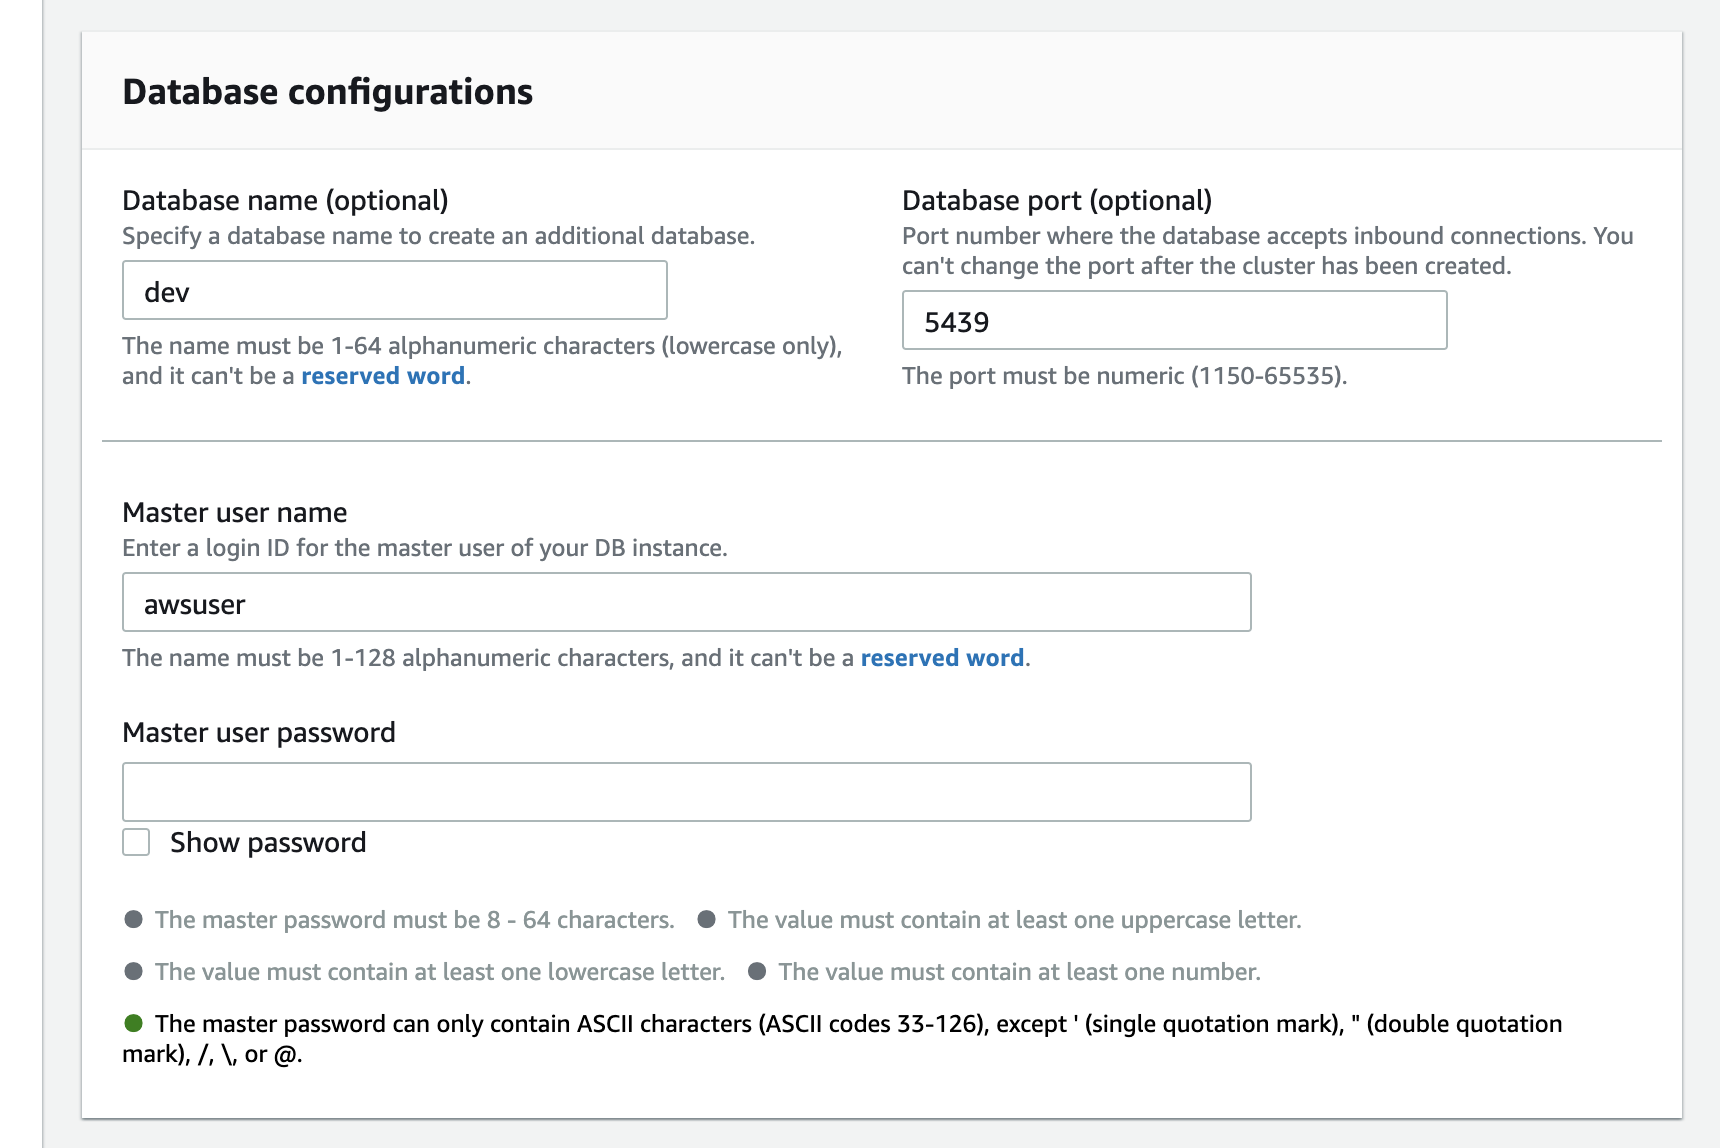 Database configurations
Database name (optional)
Specify a database name to create an additional database.
dev
The name must be 1-64 alphanumeric characters (lowercase only),
and it can't be a reserved word.
Database port (optional)
Port number where the database accepts inbound connections. You
can't change the port after the cluster has been created.
5439
The port must be numeric (1150-65535).
Master user name
Enter a login ID for the master user of your DB instance.
awsuser
The name must be 1-128 alphanumeric characters, and it can't be a reserved word.
Master user password
Show password
The master password must be 8 - 64 characters. The value must contain at least one uppercase letter.
The value must contain at least one lowercase letter. The value must contain at least one number.
The master password can only contain ASCII characters (ASCII codes 33-126), except ' (single quotation mark), " (double quotation
mark), /, \, or @.